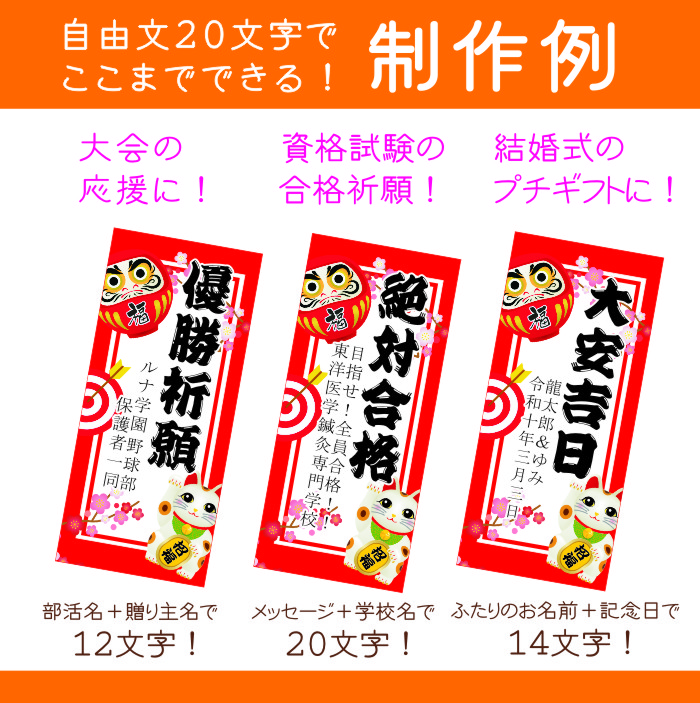 自由文20文字で
ここまでできる！
制作例
大会の
応援に！
資格試験の
合格祈願！
結婚式の
プチギフトに！
福
優勝祈願
ルナ学園野球部
保護者一同
招福
福
絶対合格
目指せ！全員合格！！
東洋医学鍼灸専門学校
招福
福
大安吉日
龍太郎&ゆみ
令和十年三月三日
招福
部活名＋贈り主名で
12文字！
メッセージ＋学校名で
20文字！
ふたりのお名前＋記念日で
14文字！